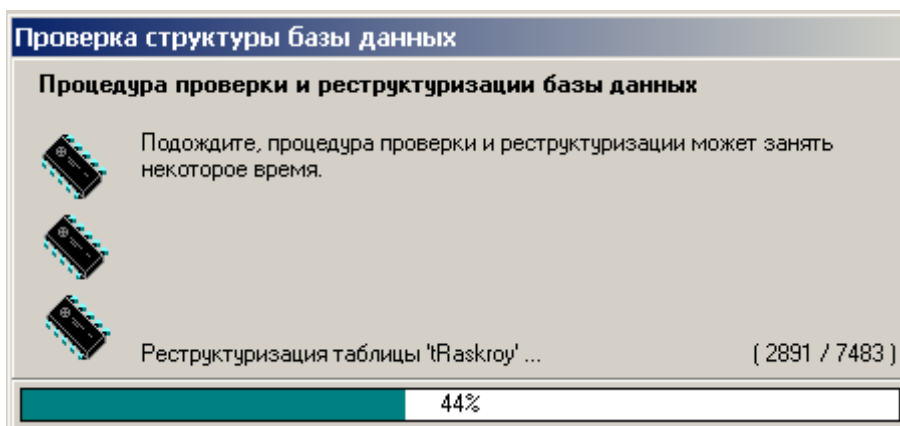 Проверка структуры базы данных
Процедура проверки и реструктуризации базы данных
Подождите, процедура проверки и реструктуризации может занять
некоторое время.
Реструктуризация таблицы 'tRaskroy' ... ( 2891 / 7483 )
44%